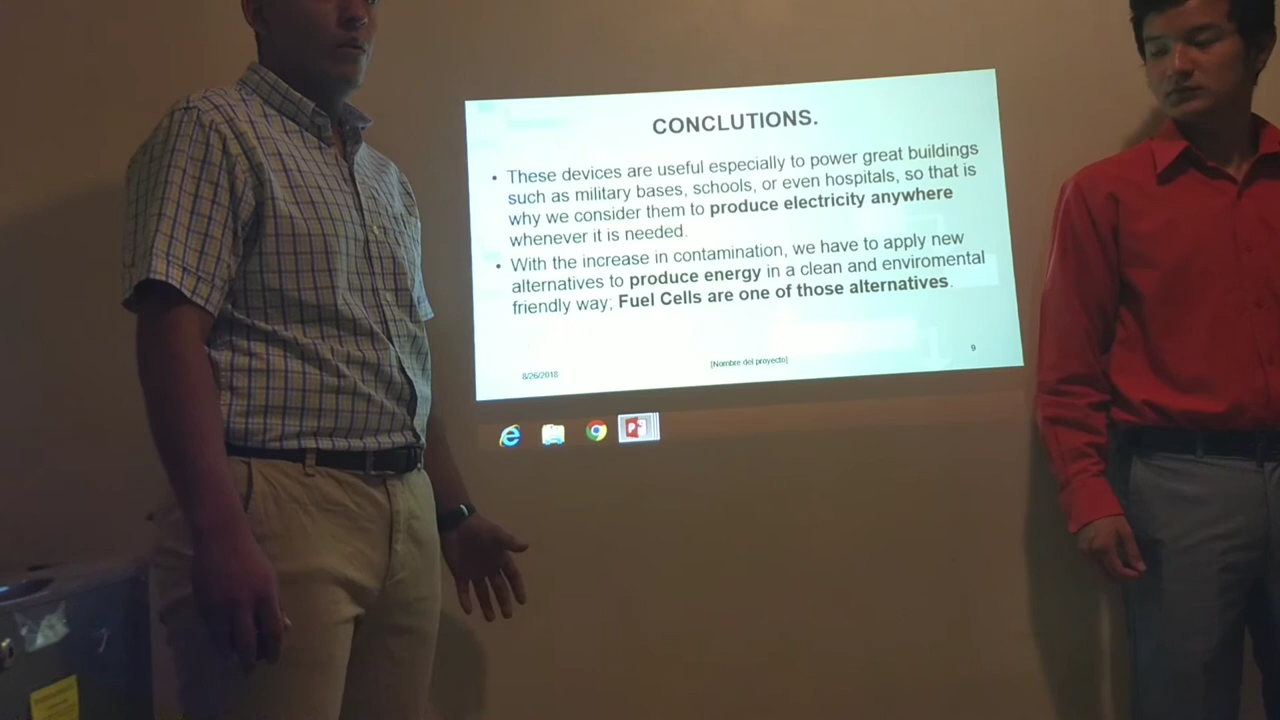 CONCLUTIONS.
• These devices are useful especially to power great buildings
such as military bases, schools, or even hospitals, so that is
why we consider them to produce electricity anywhere
whenever it is needed.
• With the increase in contamination, we have to apply new
alternatives to produce energy in a clean and enviromental
friendly way; Fuel Cells are one of those alternatives.
8/26/2018
[Nombre del proyecto]
9